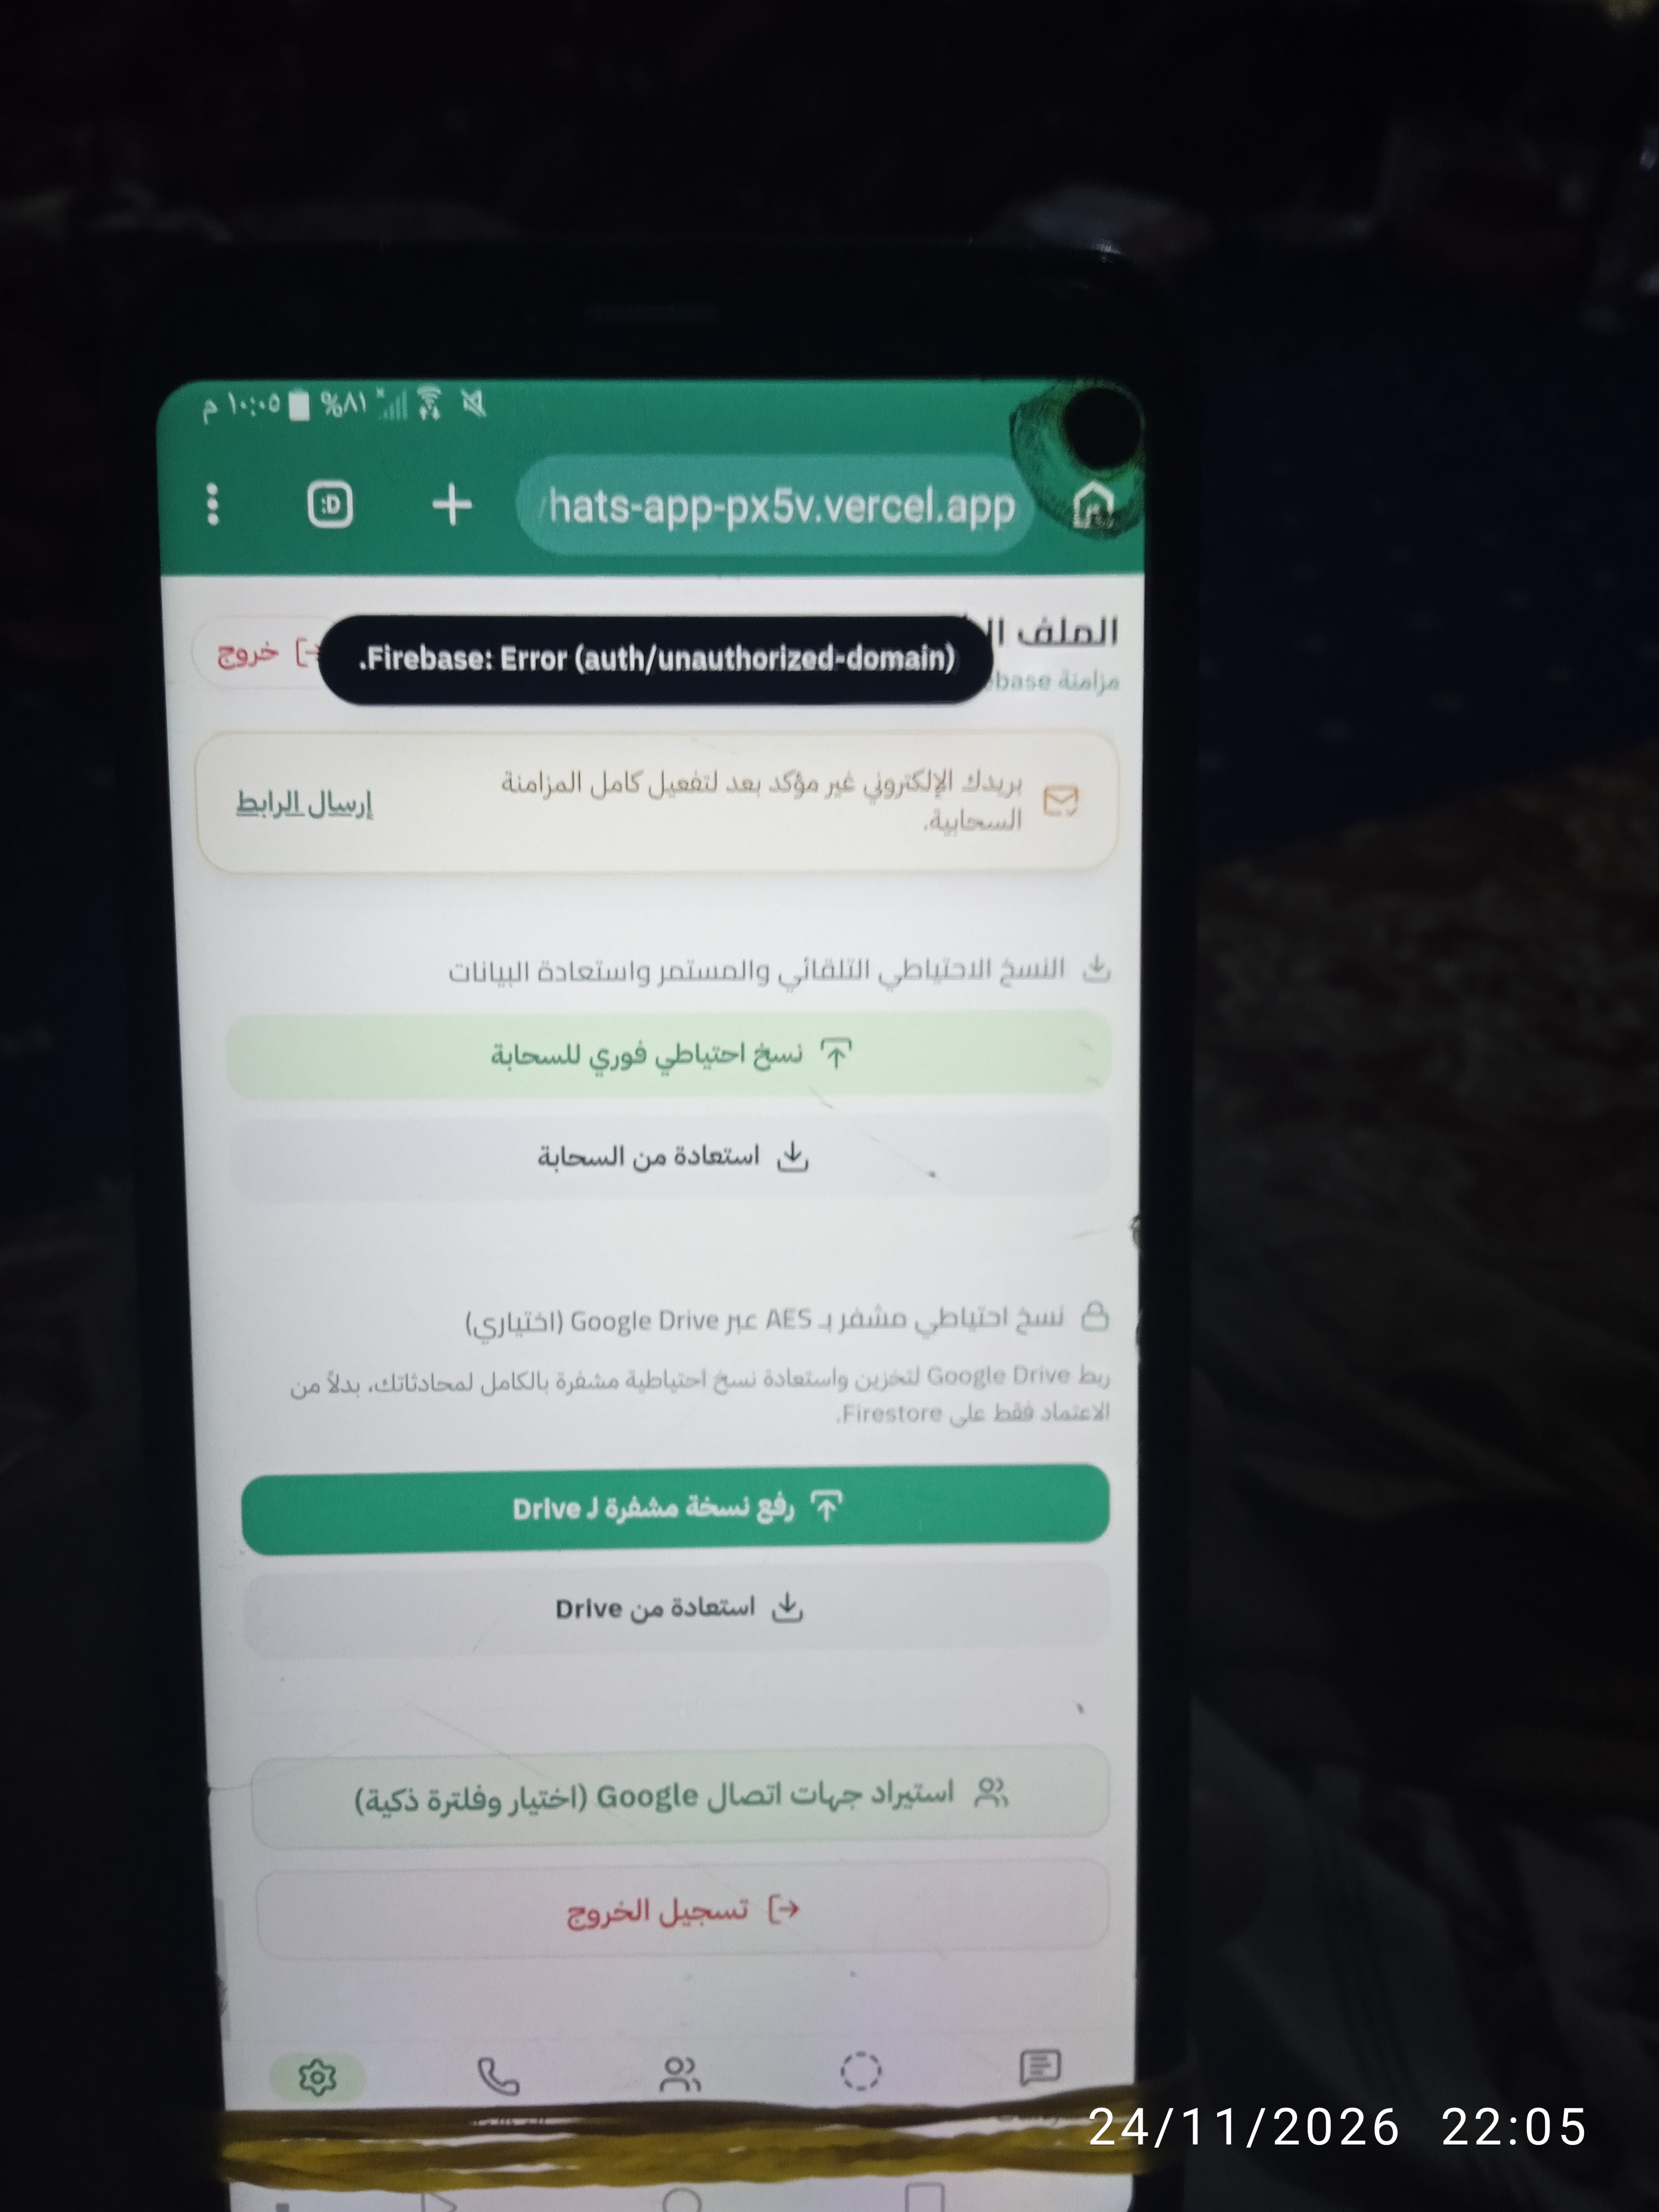 ١٠:٠٥ م ٨١%
hats-app-px5v.vercel.app
الملف
خروج
Firebase: Error (auth/unauthorized-domain).
مزامنة base
بريدك الإلكتروني غير مؤكد بعد لتفعيل كامل المزامنة
السحابية.
إرسال الرابط
النسخ الاحتياطي التلقائي والمستمر واستعادة البيانات
نسخ احتياطي فوري للسحابة
استعادة من السحابة
نسخ احتياطي مشفر بـ AES عبر Google Drive (اختياري)
ربط Google Drive لتخزين واستعادة نسخ احتياطية مشفرة بالكامل لمحادثاتك، بدلاً من
الاعتماد فقط على Firestore.
رفع نسخة مشفرة لـ Drive
استعادة من Drive
استيراد جهات اتصال Google (اختيار وفلترة ذكية)
تسجيل الخروج
24/11/2026 22:05